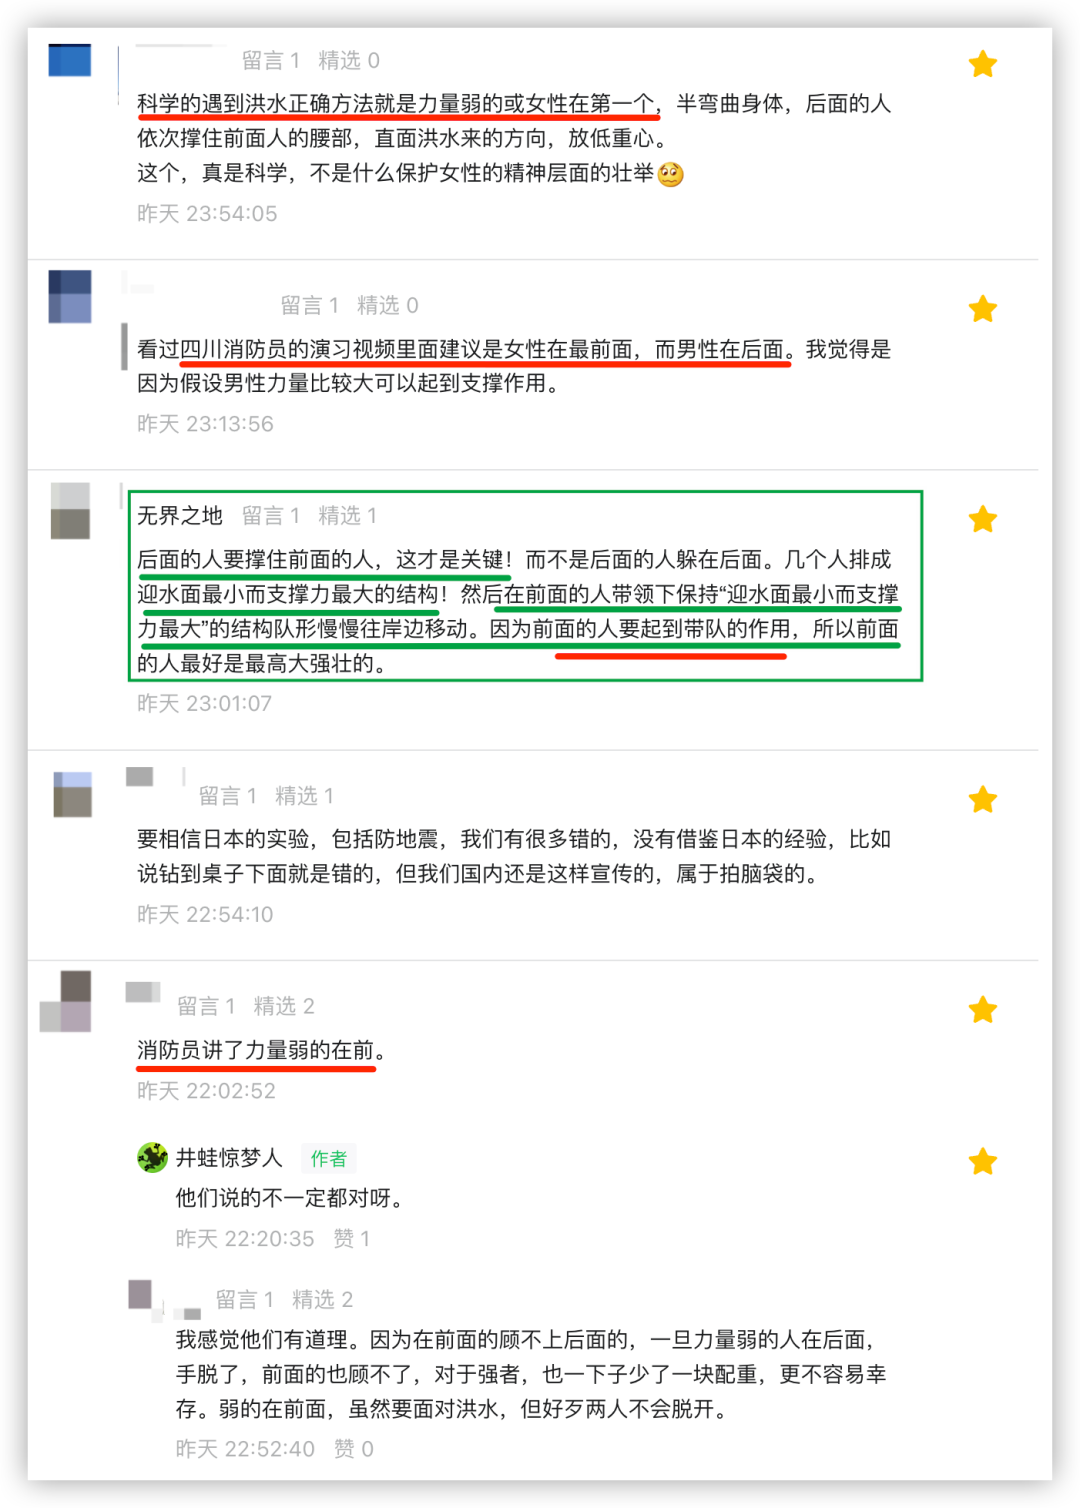 留言 1 精选 0
科学的遇到洪水正确方法就是力量弱的或女性在第一个，半弯曲身体，后面的人
依次撑住前面人的腰部，直面洪水来的方向，放低重心。
这个，真是科学，不是什么保护女性的精神层面的壮举🥴
昨天 23:54:05
留言 1 精选 0
看过四川消防员的演习视频里面建议是女性在最前面，而男性在后面。我觉得是
因为假设男性力量比较大可以起到支撑作用。
昨天 23:13:56
无界之地 留言 1 精选 1
后面的人要撑住前面的人，这才是关键！而不是后面的人躲在后面。几个人排成
迎水面最小而支撑力最大的结构！然后在前面的人带领下保持“迎水面最小而支撑
力最大”的结构队形慢慢往岸边移动。因为前面的人要起到带队的作用，所以前面
的人最好是最高大强壮的。
昨天 23:01:07
留言 1 精选 1
要相信日本的实验，包括防地震，我们有很多错的，没有借鉴日本的经验，比如
说钻到桌子下面就是错的，但我们国内还是这样宣传的，属于拍脑袋的。
昨天 22:54:10
留言 1 精选 2
消防员讲了力量弱的在前。
昨天 22:02:52
井蛙惊梦人 作者
他们说的不一定都对呀。
昨天 22:20:35 赞 1
留言 1 精选 2
我感觉他们有道理。因为在前面的顾不上后面的，一旦力量弱的人在后面，
手脱了，前面的也顾不了，对于强者，也一下子少了一块配重，更不容易幸
存。弱的在前面，虽然要面对洪水，但好歹两人不会脱开。
昨天 22:52:40 赞 0